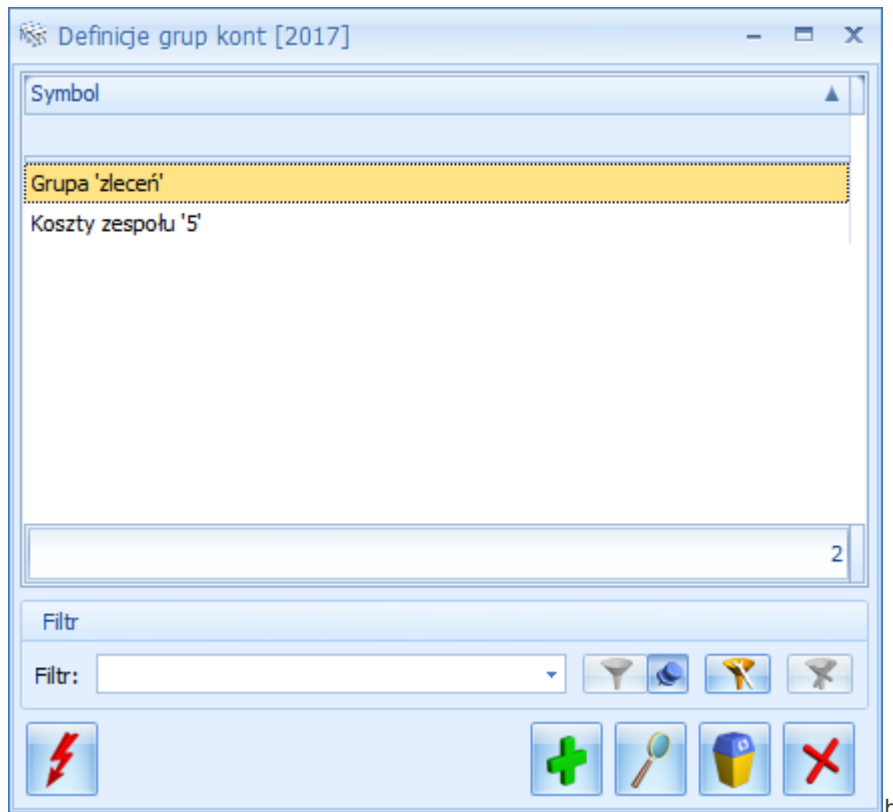 Definicje grup kont [2017]
Symbol
Grupa 'zleceń'
Koszty zespołu '5'
2
Filtr
Filtr: